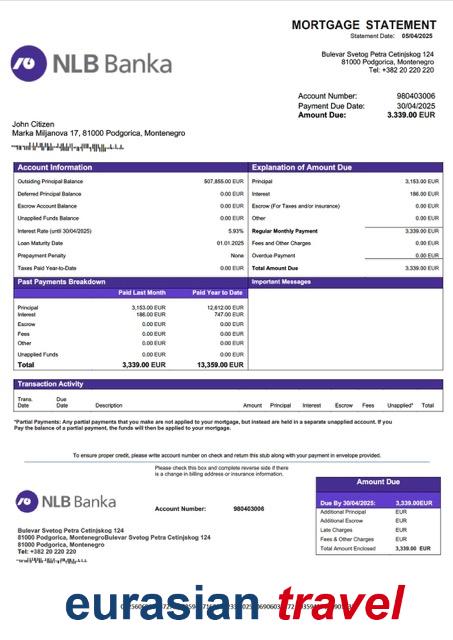 MORTGAGE STATEMENT
Statement Date: 05/04/2025
NLB Banka
Bulevar Svetog Petra Cetinjskog 124
81000 Podgorica, Montenegro
Tel: +382 20 220 220
Account Number: 980403006
Payment Due Date: 30/04/2025
Amount Due: 3.339.00 EUR
John Citizen
Marka Miljanova 17, 81000 Podgorica, Montenegro
Account Information
Outsiding Principal Balance 507,855.00 EUR
Deferred Principal Balance 0.00 EUR
Escrow Account Balance 0.00 EUR
Unapplied Funds Balance 0.00 EUR
Interest Rate (until 30/04/2025) 5.93%
Loan Maturity Date 01.01.2025
Prepayment Penalty None
Taxes Paid Year-to-Date 0.00 EUR
Explanation of Amount Due
Principal 3,153.00 EUR
Interest 186.00 EUR
Escrow (For Taxes and/or insurance) 0.00 EUR
Other 0.00 EUR
Regular Monthly Payment 3,339.00 EUR
Fees and Other Charges 0.00 EUR
Overdue Payment 0.00 EUR
Total Amount Due 3,339.00 EUR
Past Payments Breakdown
Paid Last Month Paid Year to Date
Principal 3,153.00 EUR 12,612.00 EUR
Interest 186.00 EUR 747.00 EUR
Escrow 0.00 EUR 0.00 EUR
Fees 0.00 EUR 0.00 EUR
Other 0.00 EUR 0.00 EUR
Unapplied Funds 0.00 EUR 0.00 EUR
Total 3,339.00 EUR 13,359.00 EUR
Important Messages
Transaction Activity
Trans. Date Due Date Description Amount Principal Interest Escrow Fees Unapplied* Total
*Partial Payments: Any partial payments that you make are not applied to your mortgage, but instead are held in a separate unapplied account. If you
Pay the balance of a partial payment, the funds will then be applied to your mortgage.
To ensure proper credit, please write account number on check and return this stub along with your payment in envelope provided.
Please check this box and complete reverse side if there
is a change in billing address or insurance information.
NLB Banka
Account Number: 980403006
Bulevar Svetog Petra Cetinjskog 124
81000 Podgorica, MontenegroBulevar Svetog Petra Cetinjskog 124
81000 Podgorica, Montenegro
Tel: +382 20 220 220
Amount Due
Due By 30/04/2025: 3,339.00EUR
Additional Principal EUR
Additional Escrow EUR
Late Charges EUR
Fees & Other Charges EUR
Total Amount Enclosed 3,339.00 EUR
eurasian travel